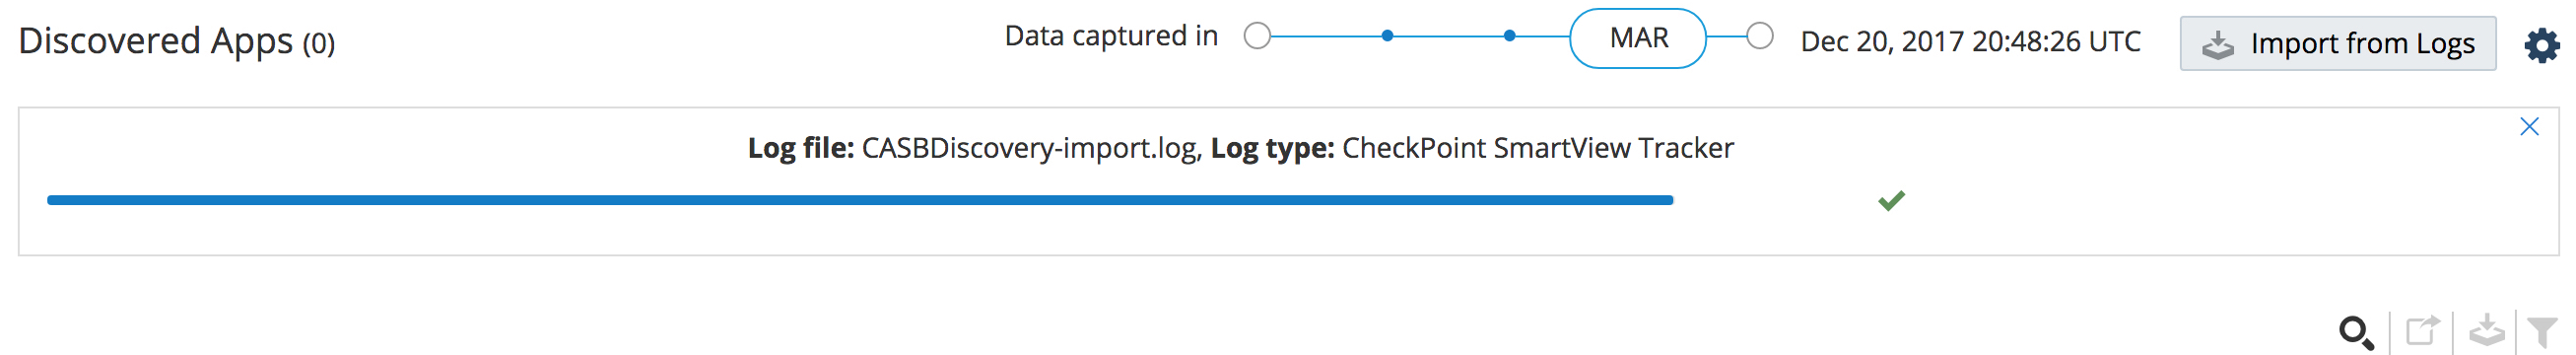 Discovered Apps (0)
Data captured in
MAR
Dec 20, 2017 20:48:26 UTC
Import from Logs
Log file: CASBDiscovery-import.log, Log type: CheckPoint SmartView Tracker